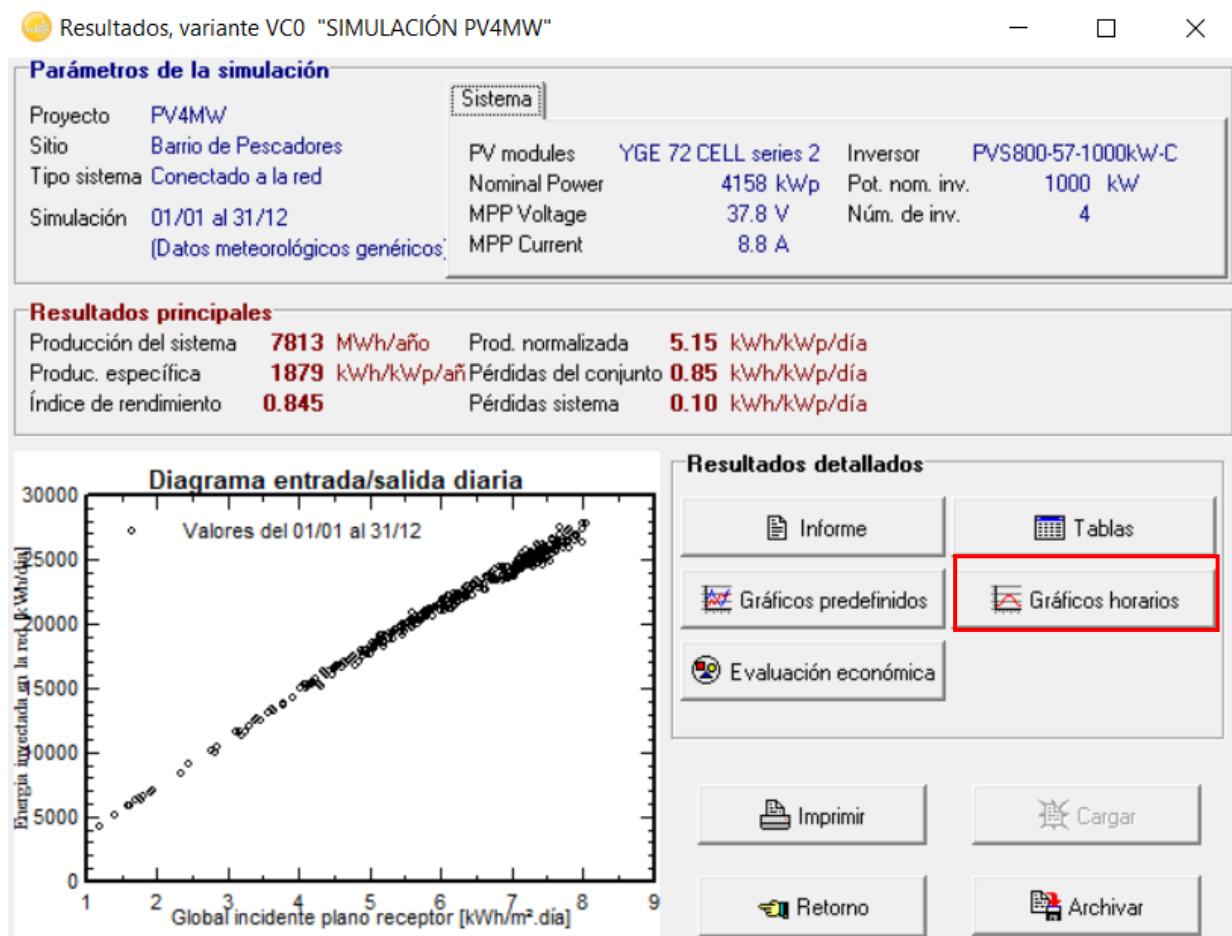 Resultados, variante VC0 "SIMULACIÓN PV4MW"
Parámetros de la simulación
Proyecto PV4MW
Sitio Barrio de Pescadores
Tipo sistema Conectado a la red
Simulación 01/01 al 31/12
(Datos meteorológicos genéricos)
Sistema
PV modules YGE 72 CELL series 2 Inversor PVS800-57-1000kW-C
Nominal Power 4158 kWp Pot. nom. inv. 1000 kW
MPP Voltage 37.8 V Núm. de inv. 4
MPP Current 8.8 A
Resultados principales
Producción del sistema 7813 MWh/año Prod. normalizada 5.15 kWh/kWp/día
Produc. específica 1879 kWh/kWp/añ Pérdidas del conjunto 0.85 kWh/kWp/día
Índice de rendimiento 0.845 Pérdidas sistema 0.10 kWh/kWp/día
Diagrama entrada/salida diaria
Valores del 01/01 al 31/12
Energia inyectada en la red [kWh/dia]
30000
25000
20000
15000
10000
5000
0
1 2 3 4 5 6 7 8 9
Global incidente plano receptor [kWh/m².día]
Resultados detallados
Informe
Tablas
Gráficos predefinidos
Gráficos horarios
Evaluación económica
Imprimir
Cargar
Retorno
Archivar